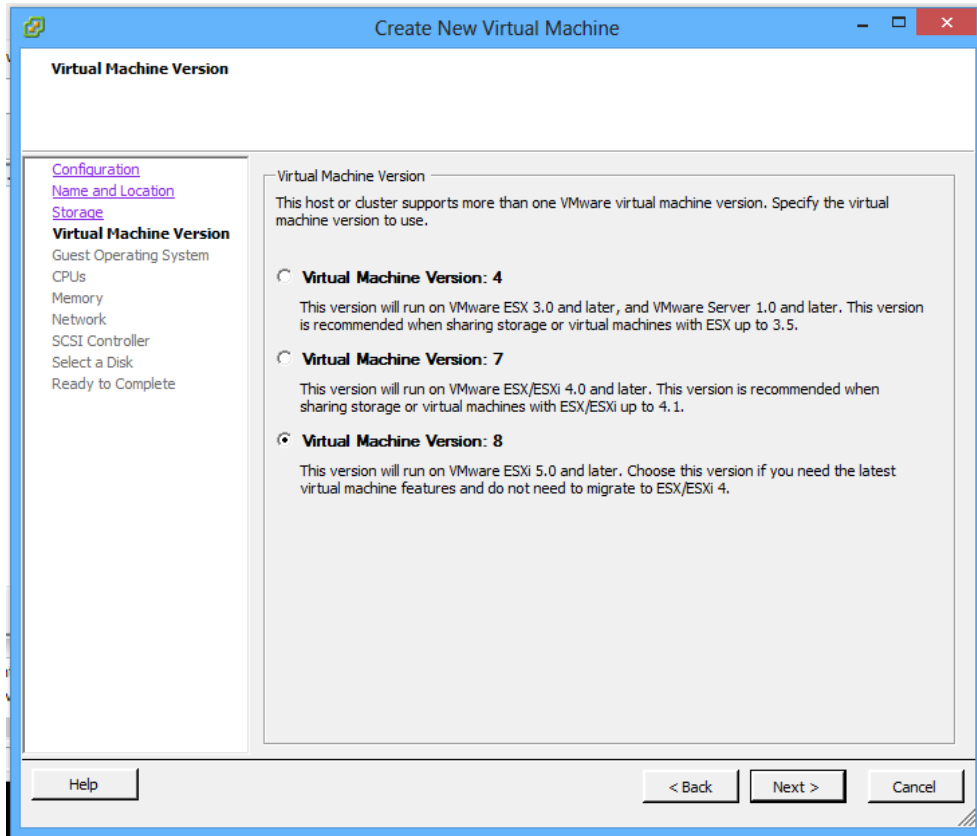 Create New Virtual Machine
Virtual Machine Version
Configuration
Name and Location
Storage
Virtual Machine Version
Guest Operating System
CPUs
Memory
Network
SCSI Controller
Select a Disk
Ready to Complete
Virtual Machine Version
This host or cluster supports more than one VMware virtual machine version. Specify the virtual
machine version to use.
Virtual Machine Version: 4
This version will run on VMware ESX 3.0 and later, and VMware Server 1.0 and later. This version
is recommended when sharing storage or virtual machines with ESX up to 3.5.
Virtual Machine Version: 7
This version will run on VMware ESX/ESXi 4.0 and later. This version is recommended when
sharing storage or virtual machines with ESX/ESXi up to 4.1.
Virtual Machine Version: 8
This version will run on VMware ESXi 5.0 and later. Choose this version if you need the latest
virtual machine features and do not need to migrate to ESX/ESXi 4.
Help
< Back
Next >
Cancel